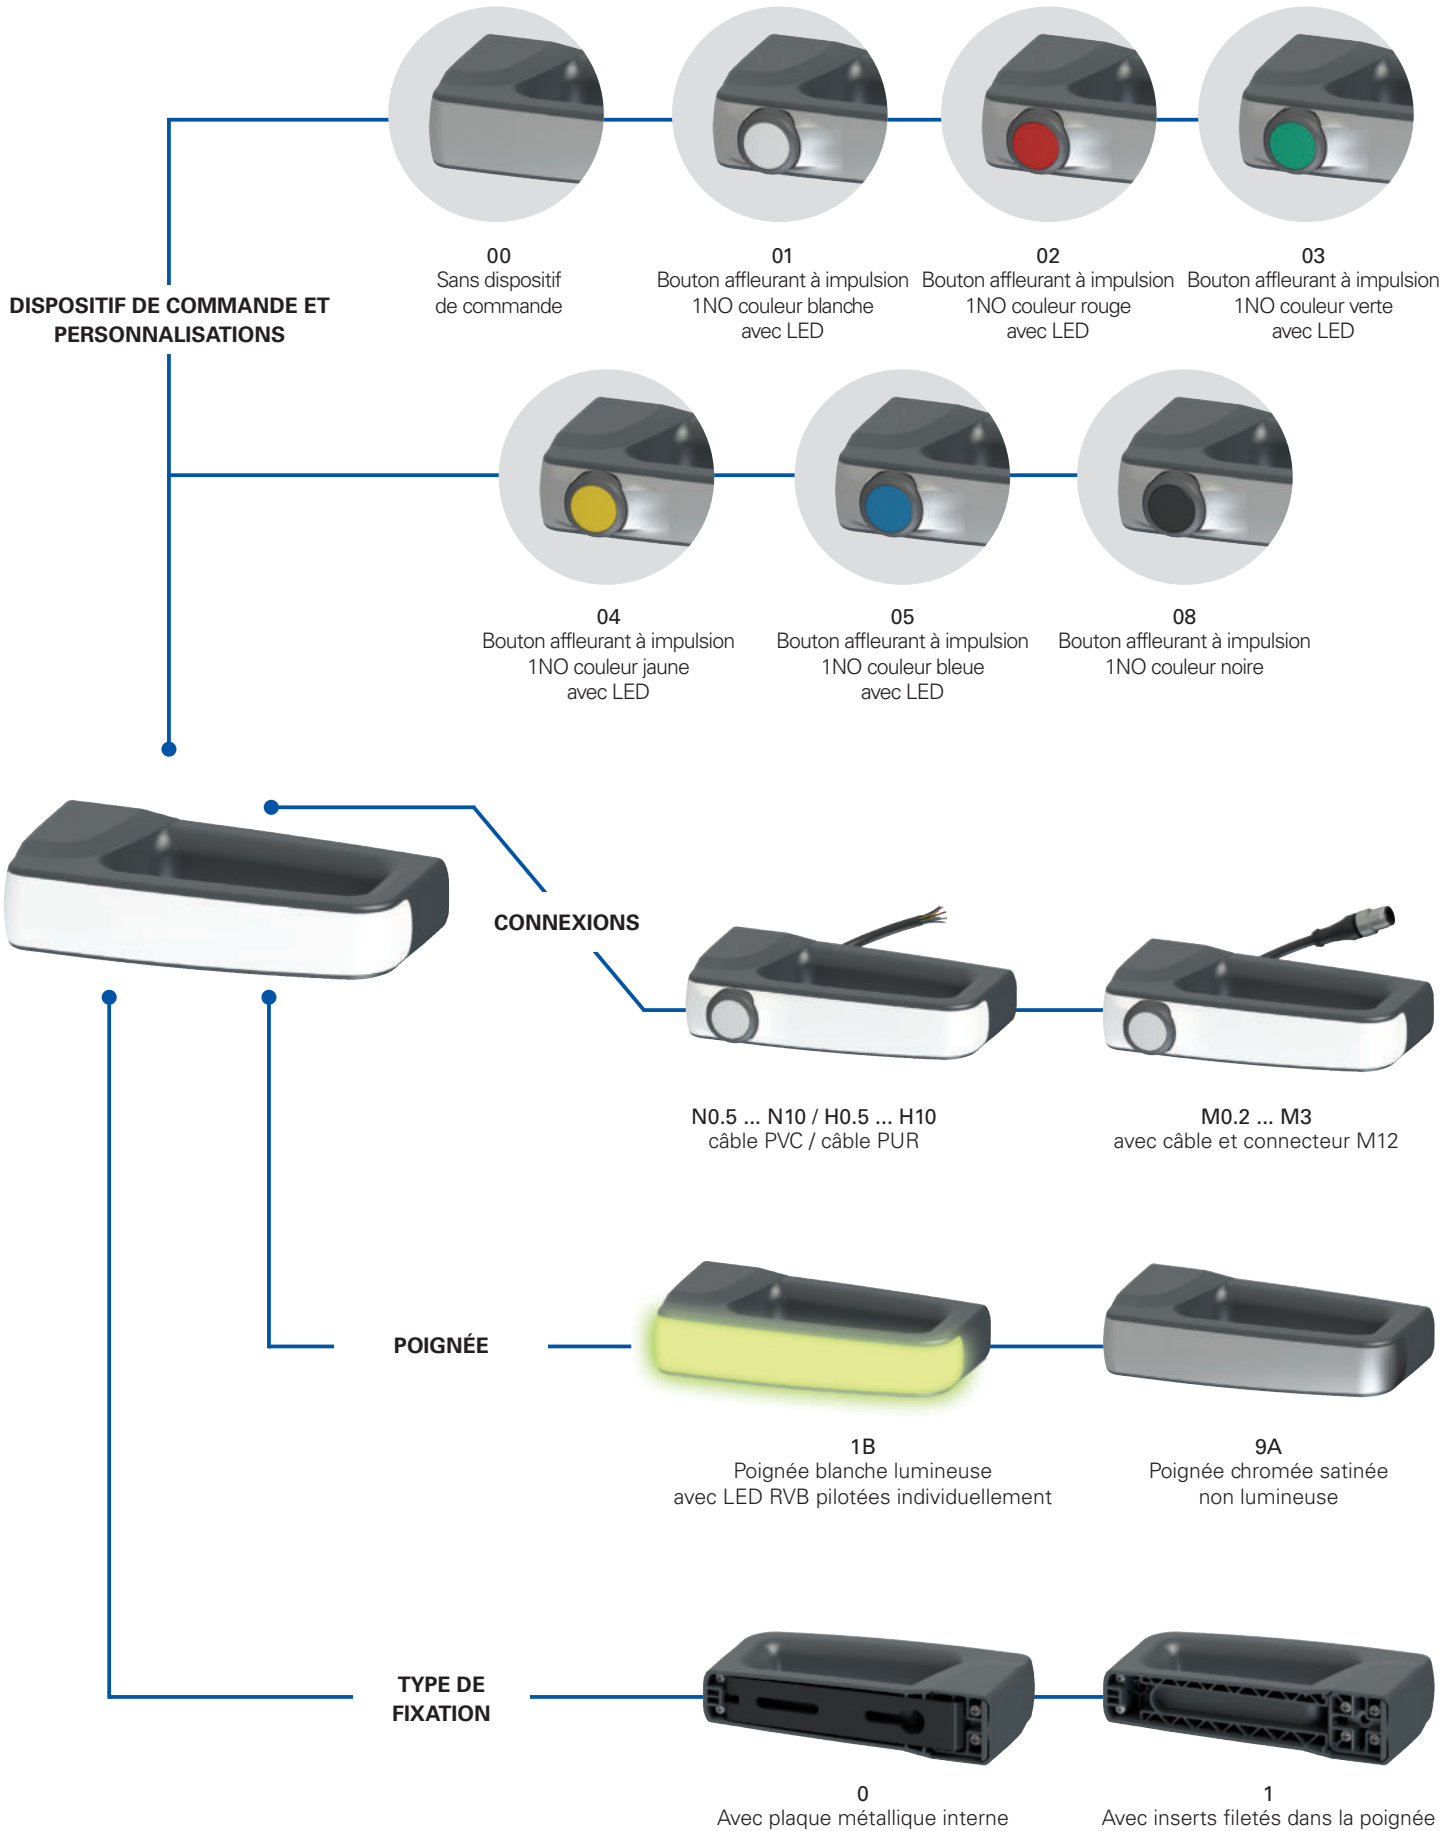 00
Sans dispositif
de commande
01
Bouton affleurant à impulsion
1NO couleur blanche
avec LED
02
Bouton affleurant à impulsion
1NO couleur rouge
avec LED
03
Bouton affleurant à impulsion
1NO couleur verte
avec LED
DISPOSITIF DE COMMANDE ET
PERSONNALISATIONS
04
Bouton affleurant à impulsion
1NO couleur jaune
avec LED
05
Bouton affleurant à impulsion
1NO couleur bleue
avec LED
08
Bouton affleurant à impulsion
1NO couleur noire
CONNEXIONS
N0.5 ... N10 / H0.5 ... H10
câble PVC / câble PUR
M0.2 ... M3
avec câble et connecteur M12
POIGNÉE
1B
Poignée blanche lumineuse
avec LED RVB pilotées individuellement
9A
Poignée chromée satinée
non lumineuse
TYPE DE
FIXATION
0
Avec plaque métallique interne
1
Avec inserts filetés dans la poignée